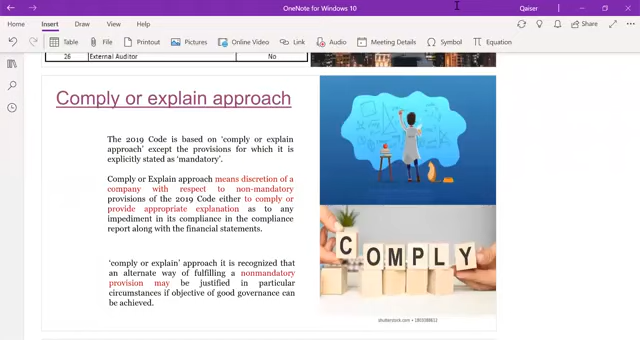 OneNote for Windows 10
Qaiser
Home Insert Draw View Help
Share
Table File Printout Pictures Online Video Link Audio Meeting Details Symbol Equation
26 External Auditor No
Comply or explain approach
The 2019 Code is based on ‘comply or explain
approach’ except the provisions for which it is
explicitly stated as ‘mandatory’.
Comply or Explain approach means discretion of a
company with respect to non-mandatory
provisions of the 2019 Code either to comply or
provide appropriate explanation as to any
impediment in its compliance in the compliance
report along with the financial statements.
‘comply or explain’ approach it is recognized that
an alternate way of fulfilling a nonmandatory
provision may be justified in particular
circumstances if objective of good governance can
be achieved.
COMPLY